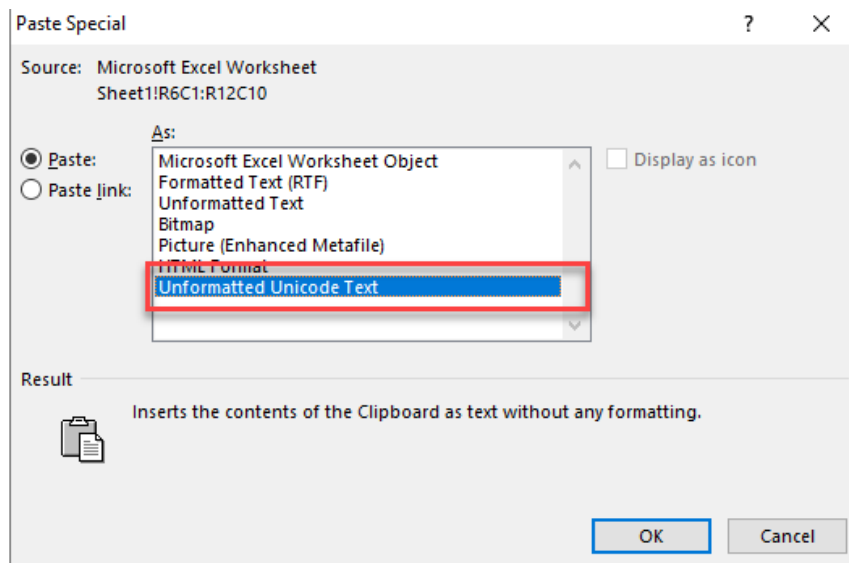 Paste Special ?
Source: Microsoft Excel Worksheet
Sheet1!R6C1:R12C10
As:
Paste:
Paste link:
Microsoft Excel Worksheet Object
Formatted Text (RTF)
Unformatted Text
Bitmap
Picture (Enhanced Metafile)
HTML Format
Unformatted Unicode Text
Display as icon
Result
Inserts the contents of the Clipboard as text without any formatting.
OK Cancel